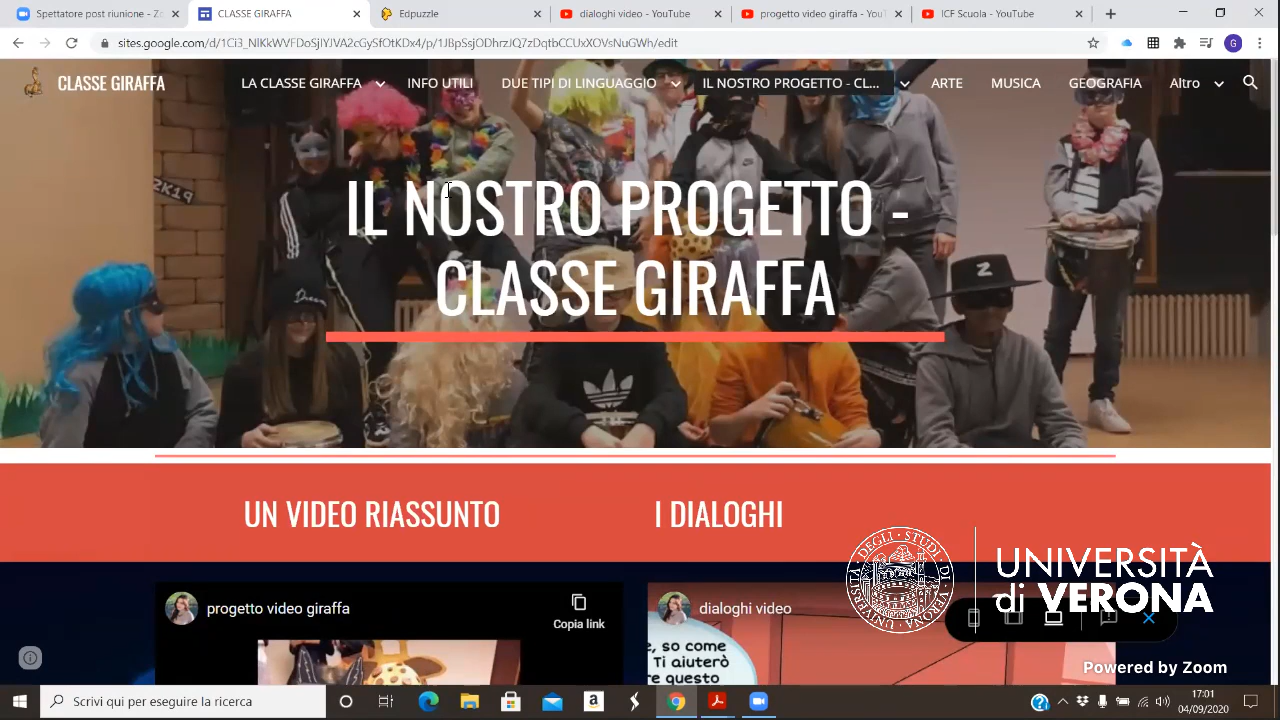 Spettatore post riunione - Zo
CLASSE GIRAFFA
Edpuzzle
dialoghi video - YouTube
progetto video giraffa - YouT
ICF Scuola - YouTube
sites.google.com/d/1Ci3_NlKkWVFDoSjIYJVA2cGySfOtKDx4/p/1JBpSsjODhrzJQ7zDqtbCCUxXOVsNuGWh/edit
G
CLASSE GIRAFFA
LA CLASSE GIRAFFA
INFO UTILI
DUE TIPI DI LINGUAGGIO
IL NOSTRO PROGETTO - CL...
ARTE
MUSICA
GEOGRAFIA
Altro
2K19
Z
IL NOSTRO PROGETTO -
CLASSE GIRAFFA
adidas
UN VIDEO RIASSUNTO
I DIALOGHI
progetto video giraffa
Copia link
dialoghi video
e, so come
Ti aiuterò
re questo
UNIVERSITÀ
di VERONA
Powered by Zoom
Scrivi qui per eseguire la ricerca
17:01
04/09/2020